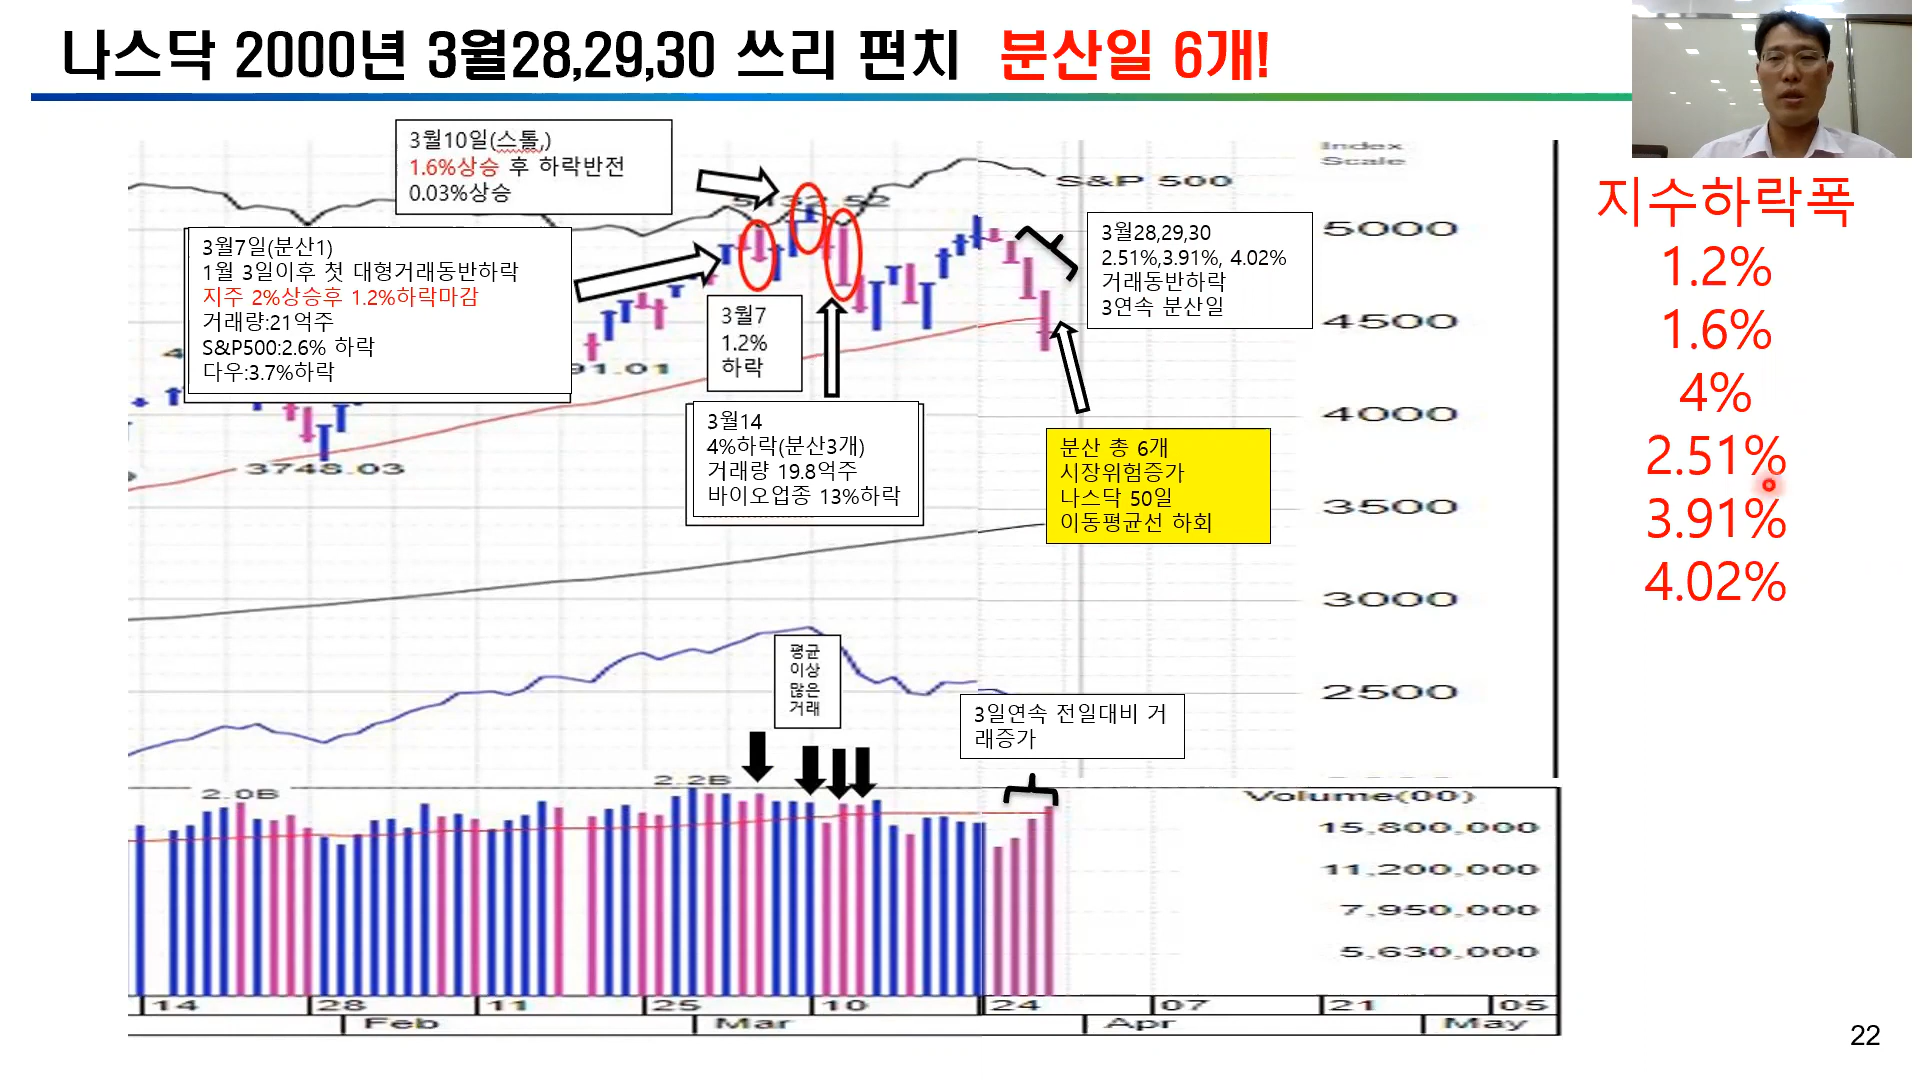 나스닥 2000년 3월28,29,30 쓰리 펀치 분산일 6개!
3월10일(스톨,)
1.6%상승 후 하락반전
0.03%상승
3월7일(분산1)
1월 3일이후 첫 대형거래동반하락
지주 2%상승후 1.2%하락마감
거래량:21억주
S&P500:2.6% 하락
다우:3.7%하락
3월7
1.2%
하락
3월14
4%하락(분산3개)
거래량 19.8억주
바이오업종 13%하락
3월28,29,30
2.51%,3.91%, 4.02%
거래동반하락
3연속 분산일
분산 총 6개
시장위험증가
나스닥 50일
이동평균선 하회
평균
이상
많은
거래
3일연속 전일대비 거
래증가
지수하락폭
1.2%
1.6%
4%
2.51%
3.91%
4.02%
Index
Scale
S&P 500
5132.52
91.01
3748.03
5000
4500
4000
3500
3000
2500
2.0B
2.2B
Volume(00)
15,800,000
11,200,000
7,950,000
5,630,000
14 28 11 25 10 24 07 21 05
Feb Mar Apr May
22